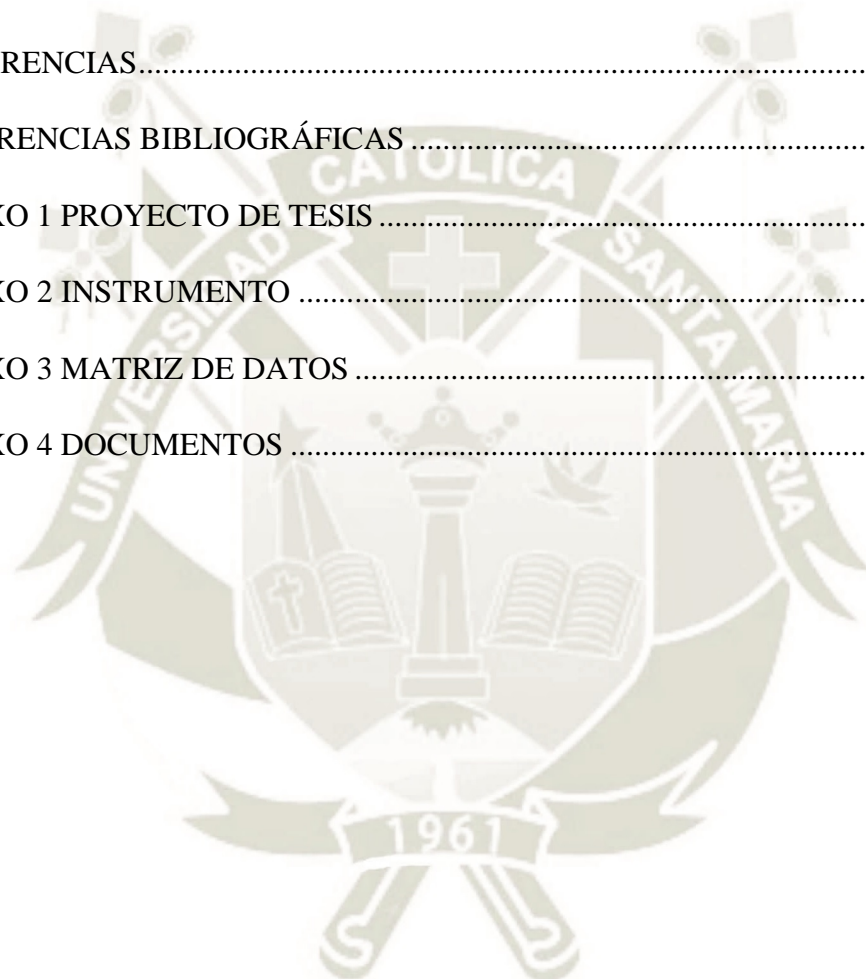 RENCIAS......................................................................
RENCIAS BIBLIOGRÁFICAS ..............................................
XO 1 PROYECTO DE TESIS .................................................
XO 2 INSTRUMENTO .........................................................
XO 3 MATRIZ DE DATOS ...................................................
XO 4 DOCUMENTOS ..........................................................
UNIVERSIDAD CATOLICA SANTA MARIA
1961